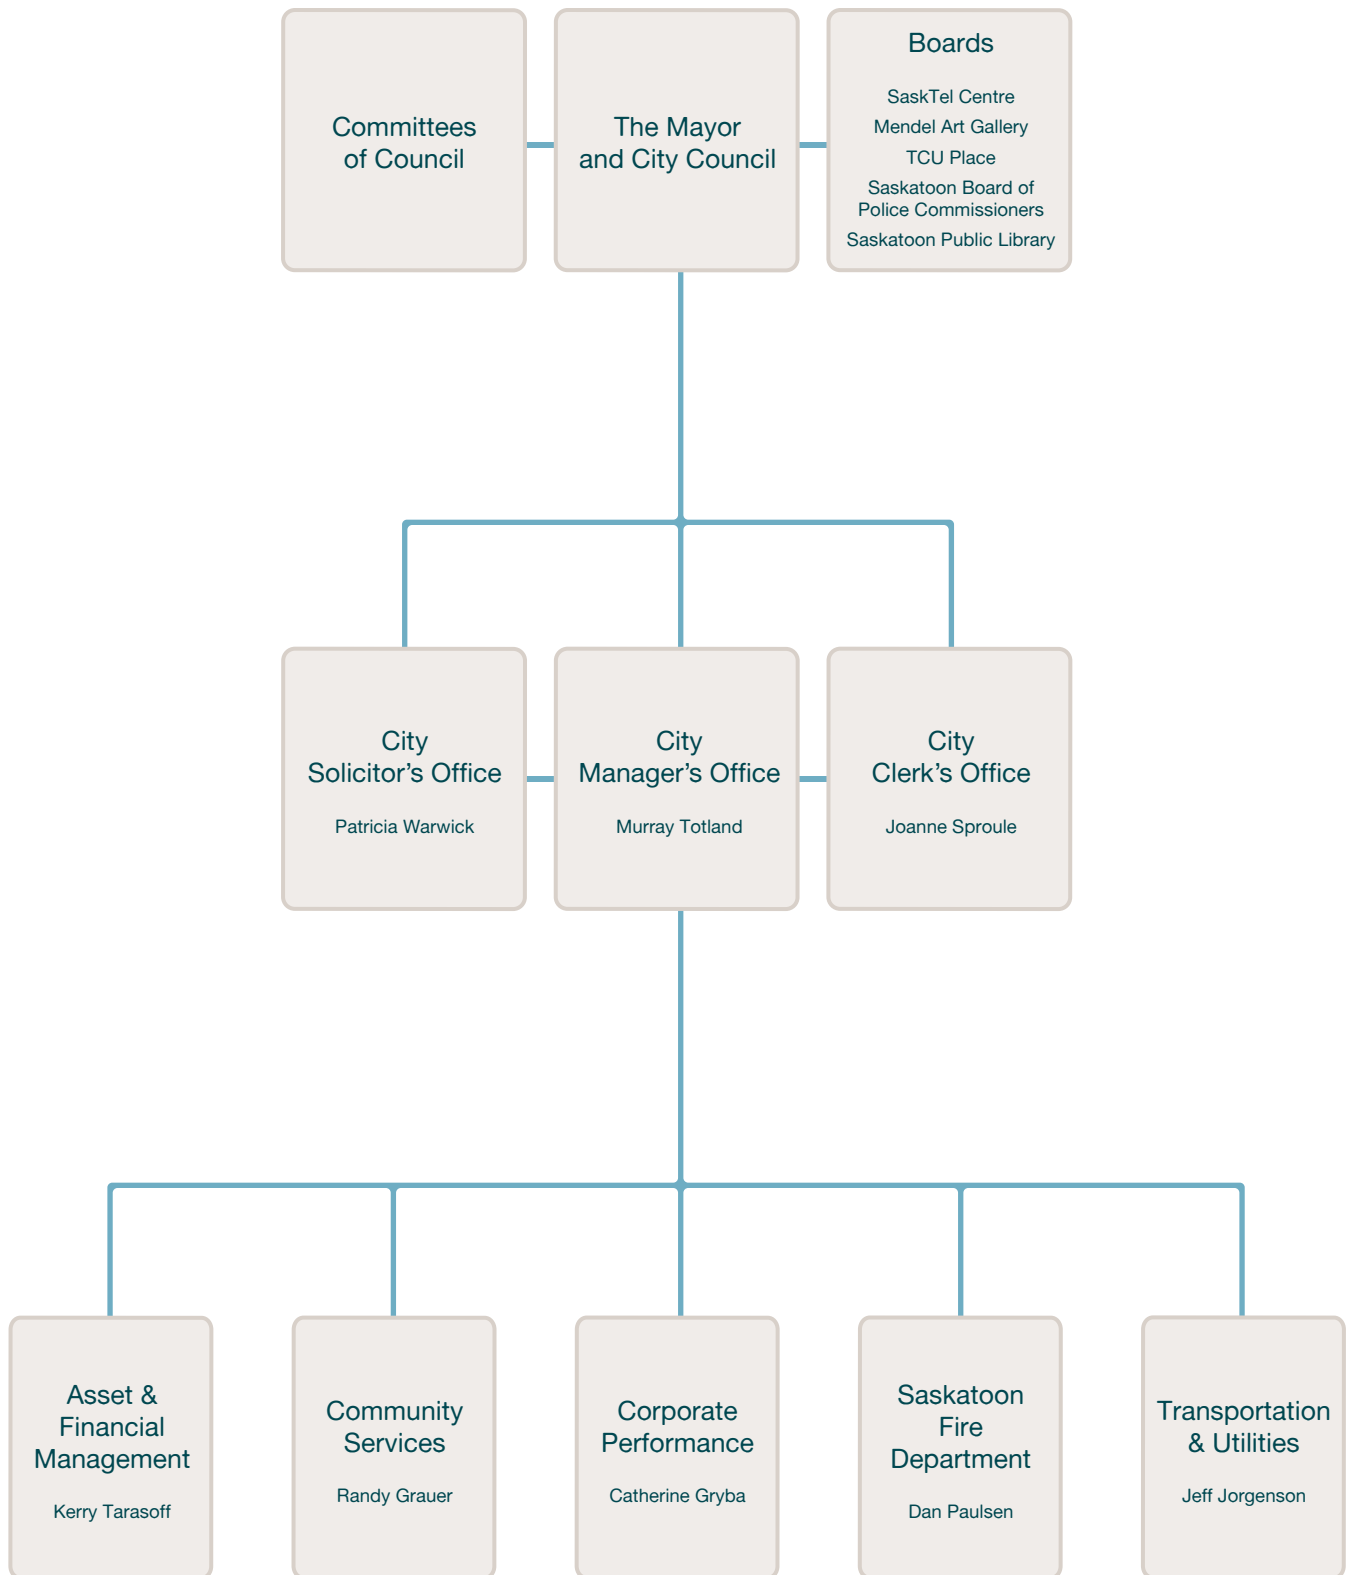 Committees
of Council
The Mayor
and City Council
Boards
SaskTel Centre
Mendel Art Gallery
TCU Place
Saskatoon Board of
Police Commissioners
Saskatoon Public Library
City
Solicitor's Office
Patricia Warwick
City
Manager's Office
Murray Totland
City
Clerk's Office
Joanne Sproule
Asset &
Financial
Management
Kerry Tarasoff
Community
Services
Randy Grauer
Corporate
Performance
Catherine Gryba
Saskatoon
Fire
Department
Dan Paulsen
Transportation
& Utilities
Jeff Jorgenson